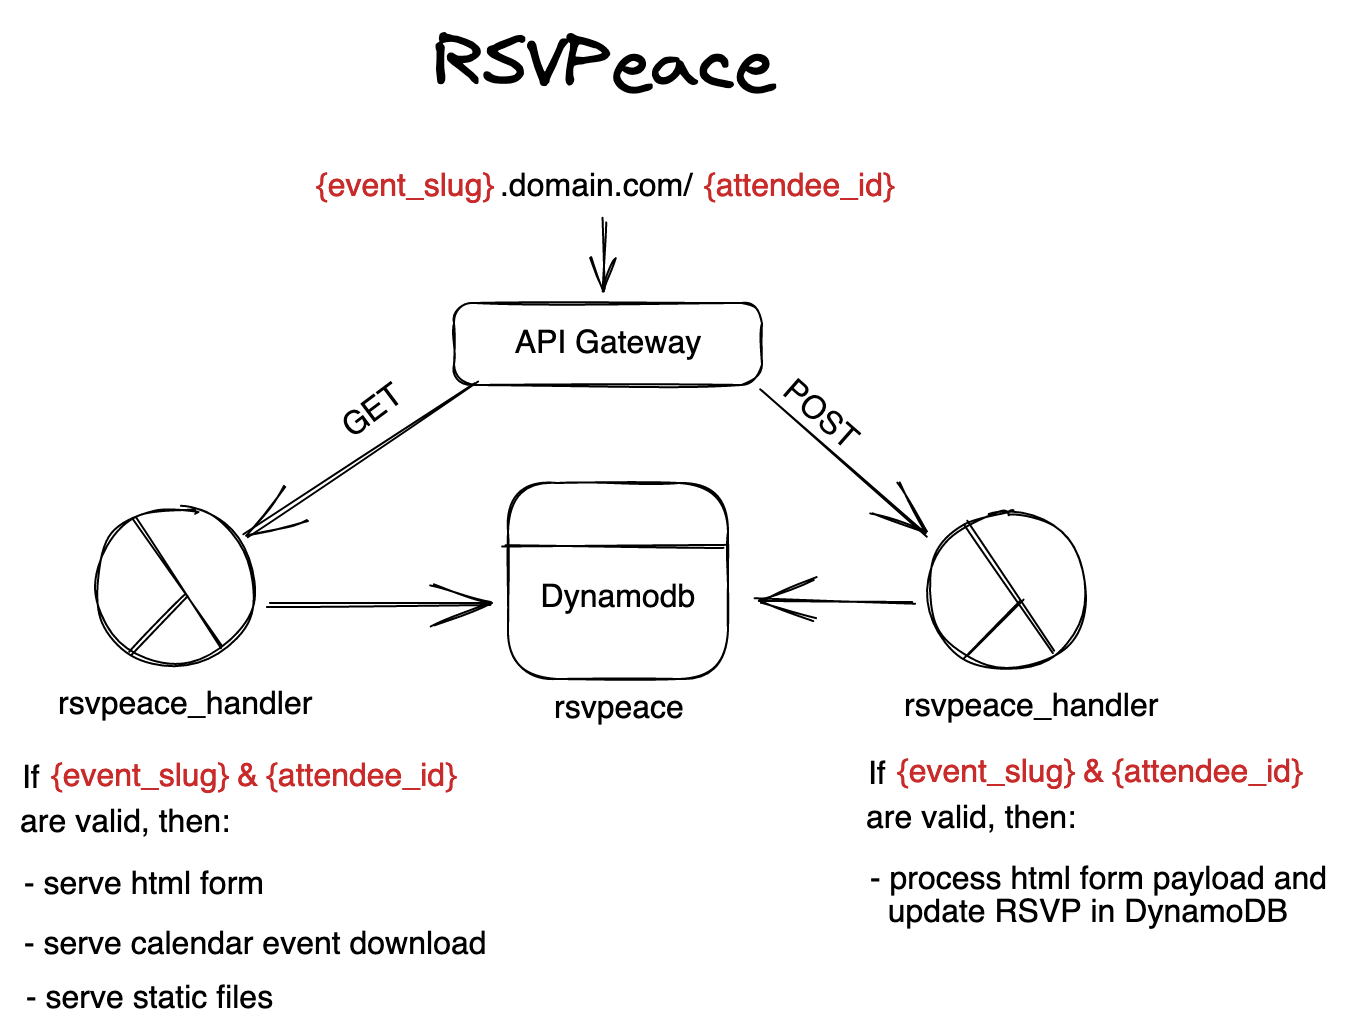 RSVPeace
{event_slug} .domain.com/ {attendee_id}
API Gateway
GET
POST
Dynamodb
rsvpeace_handler
rsvpeace
rsvpeace_handler
If {event_slug} & {attendee_id}
are valid, then:
- serve html form
- serve calendar event download
- serve static files
If {event_slug} & {attendee_id}
are valid, then:
- process html form payload and
update RSVP in DynamoDB